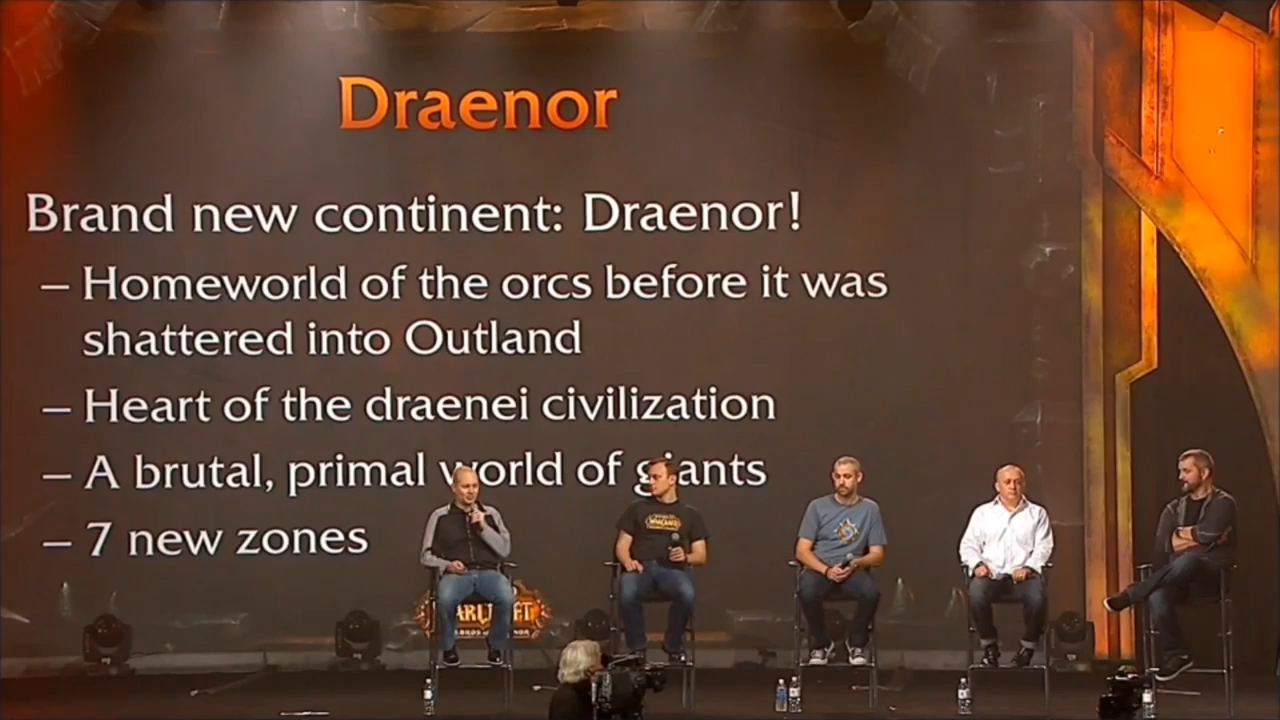 Draenor
Brand new continent: Draenor!
– Homeworld of the orcs before it was
shattered into Outland
– Heart of the draenei civilization
– A brutal, primal world of giants
– 7 new zones
WARCRAFT